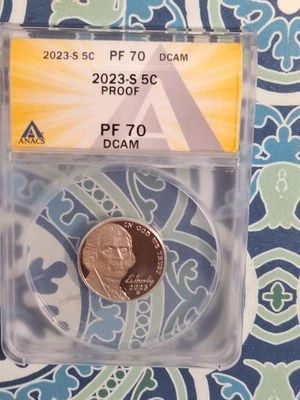 2023-S 5C PF 70 DCAM
2023-S 5C
PROOF
PF 70
DCAM
ANACS
IN GOD WE TRUST
Liberty
2023
S